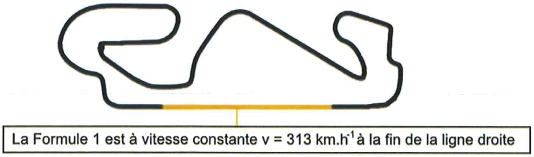 La Formule 1 est à vitesse constante v = 313 km.h⁻¹ à la fin de la ligne droite